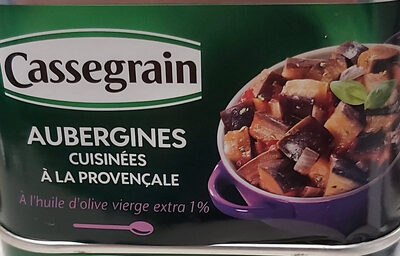 Cassegrain
AUBERGINES
CUISINÉES
À LA PROVENÇALE
À l'huile d'olive vierge extra 1%